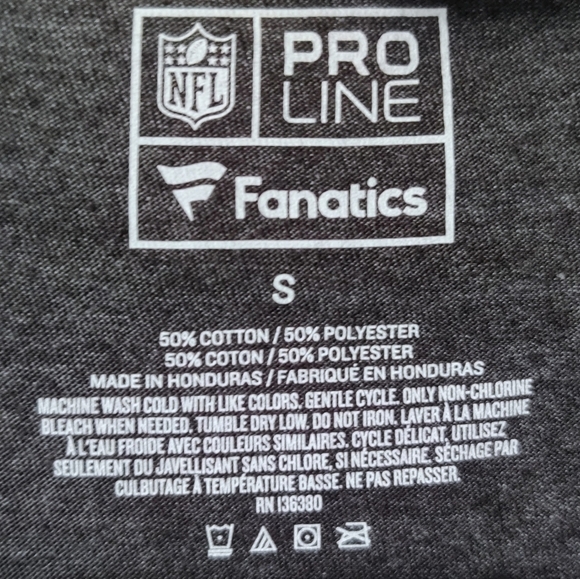 NFL
PRO
LINE
Fanatics
S
50% COTTON / 50% POLYESTER
50% COTON / 50% POLYESTER
MADE IN HONDURAS / FABRIQUÉ EN HONDURAS
MACHINE WASH COLD WITH LIKE COLORS. GENTLE CYCLE. ONLY NON-CHLORINE
BLEACH WHEN NEEDED. TUMBLE DRY LOW. DO NOT IRON. LAVER À LA MACHINE
À L'EAU FROIDE AVEC COULEURS SIMILAIRES. CYCLE DÉLICAT. UTILISEZ
SEULEMENT DU JAVELLISANT SANS CHLORE, SI NÉCESSAIRE. SÉCHAGE PAR
CULBUTAGE À TEMPÉRATURE BASSE. NE PAS REPASSER.
RN 136380